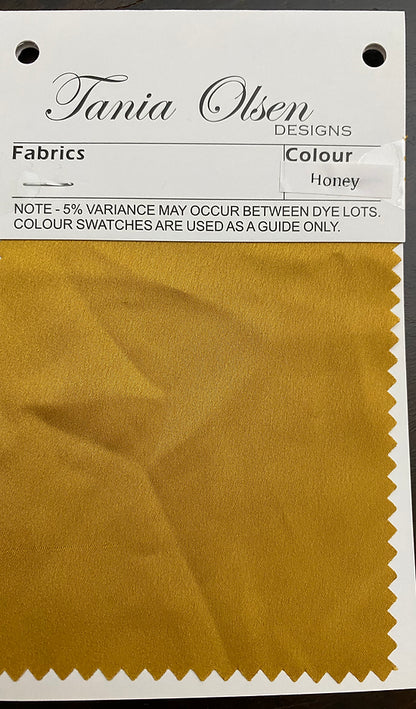 Tania Olsen
DESIGNS
Fabrics
Colour
Honey
NOTE - 5% VARIANCE MAY OCCUR BETWEEN DYE LOTS.
COLOUR SWATCHES ARE USED AS A GUIDE ONLY.